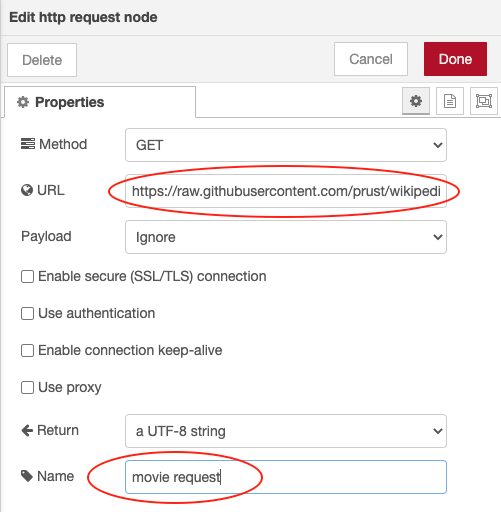 Edit http request node
Delete
Cancel
Done
Properties
Method
GET
URL
https://raw.githubusercontent.com/prust/wikipedi
Payload
Ignore
Enable secure (SSL/TLS) connection
Use authentication
Enable connection keep-alive
Use proxy
Return
a UTF-8 string
Name
movie request